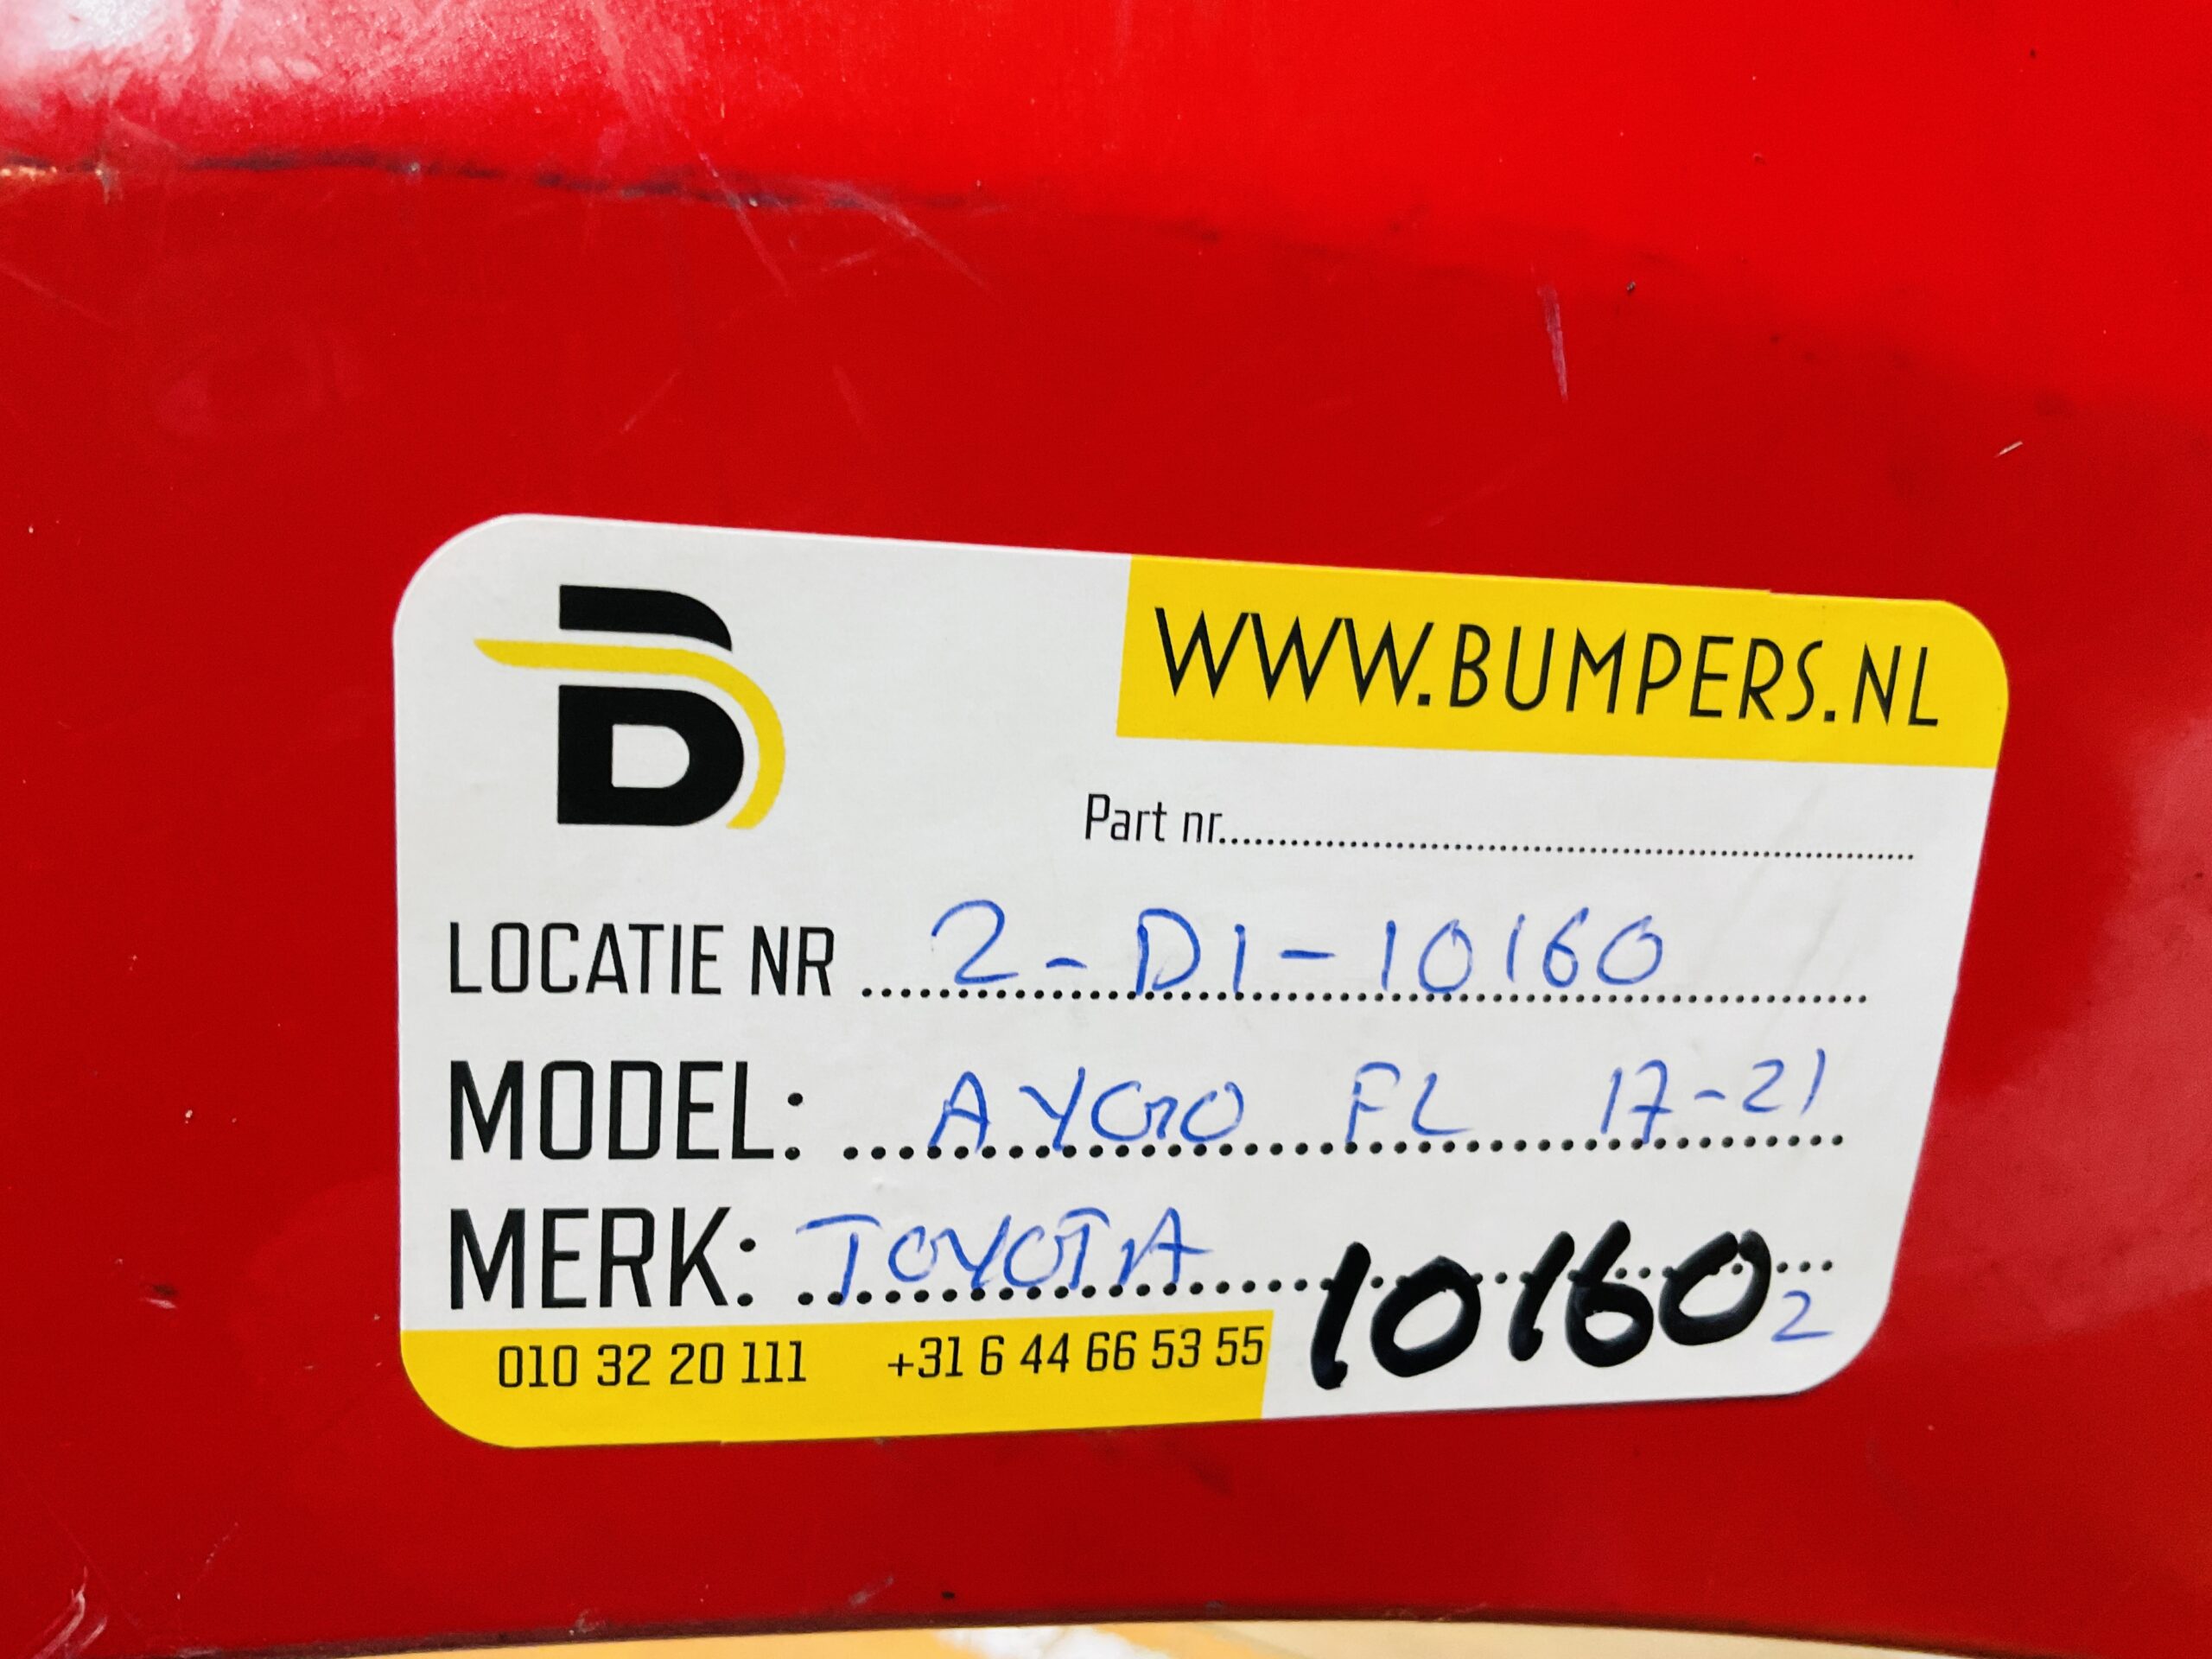 B
WWW.BUMPERS.NL
Part nr.......................................................
LOCATIE NR ...2-D1-10160
MODEL: ...AYGO FL 17-21
MERK: TOYOTA
10160 2
010 32 20 111 +31 6 44 66 53 55